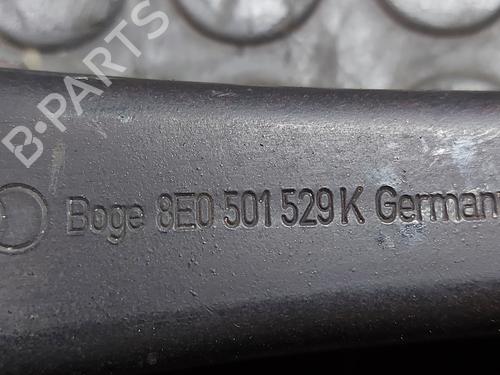 B-PARTS
Boge 8E0 501 529 K German